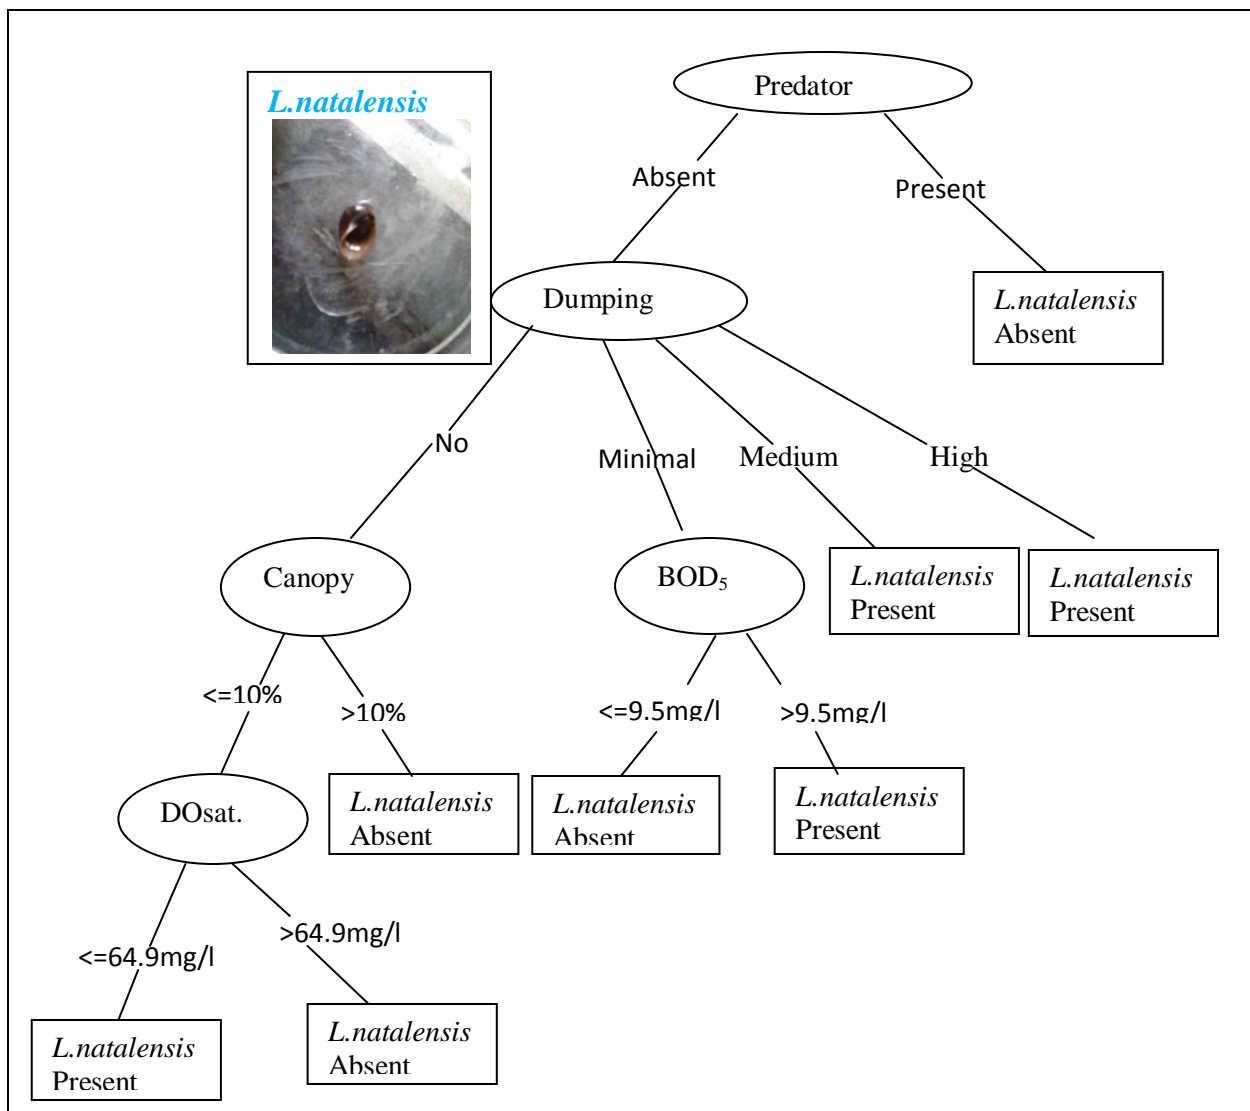 L.natalensis
Predator
Absent
Present
L.natalensis
Absent
Dumping
No
Minimal
Medium
High
Canopy
BOD₅
L.natalensis
Present
L.natalensis
Present
<=10%
>10%
<=9.5mg/l
>9.5mg/l
DOsat.
L.natalensis
Absent
L.natalensis
Absent
L.natalensis
Present
<=64.9mg/l
>64.9mg/l
L.natalensis
Present
L.natalensis
Absent